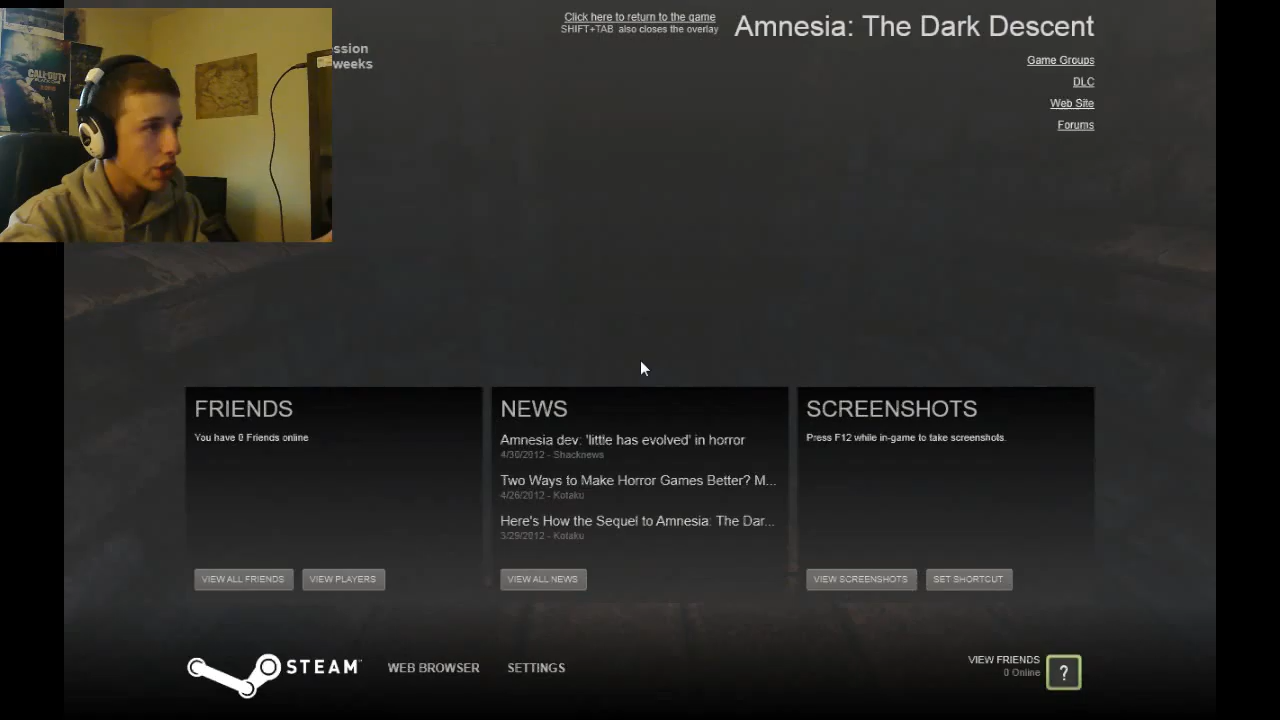 CALL OF DUTY
ssion
weeks
Click here to return to the game
SHIFT+TAB also closes the overlay
Amnesia: The Dark Descent
Game Groups
DLC
Web Site
Forums
FRIENDS
You have 0 Friends online
VIEW ALL FRIENDS
VIEW PLAYERS
NEWS
Amnesia dev: 'little has evolved' in horror
4/30/2012 - Shacknews
Two Ways to Make Horror Games Better? M...
4/26/2012 - Kotaku
Here's How the Sequel to Amnesia: The Dar...
3/29/2012 - Kotaku
VIEW ALL NEWS
SCREENSHOTS
Press F12 while in-game to take screenshots.
VIEW SCREENSHOTS
SET SHORTCUT
STEAM
WEB BROWSER
SETTINGS
VIEW FRIENDS
0 Online
?